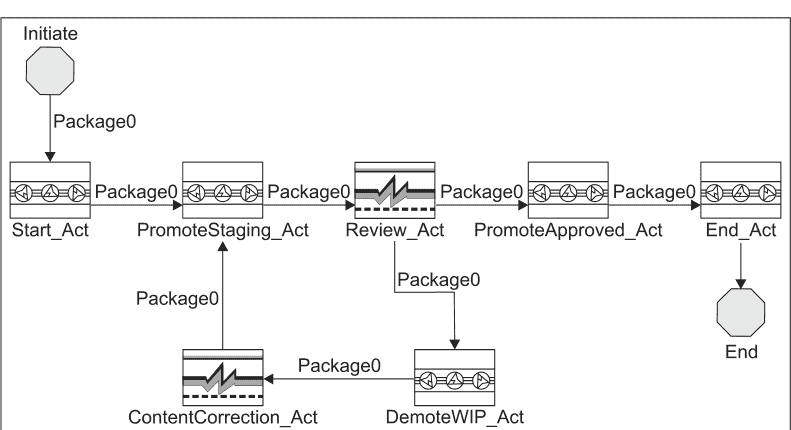 Initiate
Package0
Package0
Package0
Package0
Package0
Start_Act
PromoteStaging_Act
Review_Act
PromoteApproved_Act
End_Act
Package0
Package0
End
Package0
ContentCorrection_Act
DemoteWIP_Act